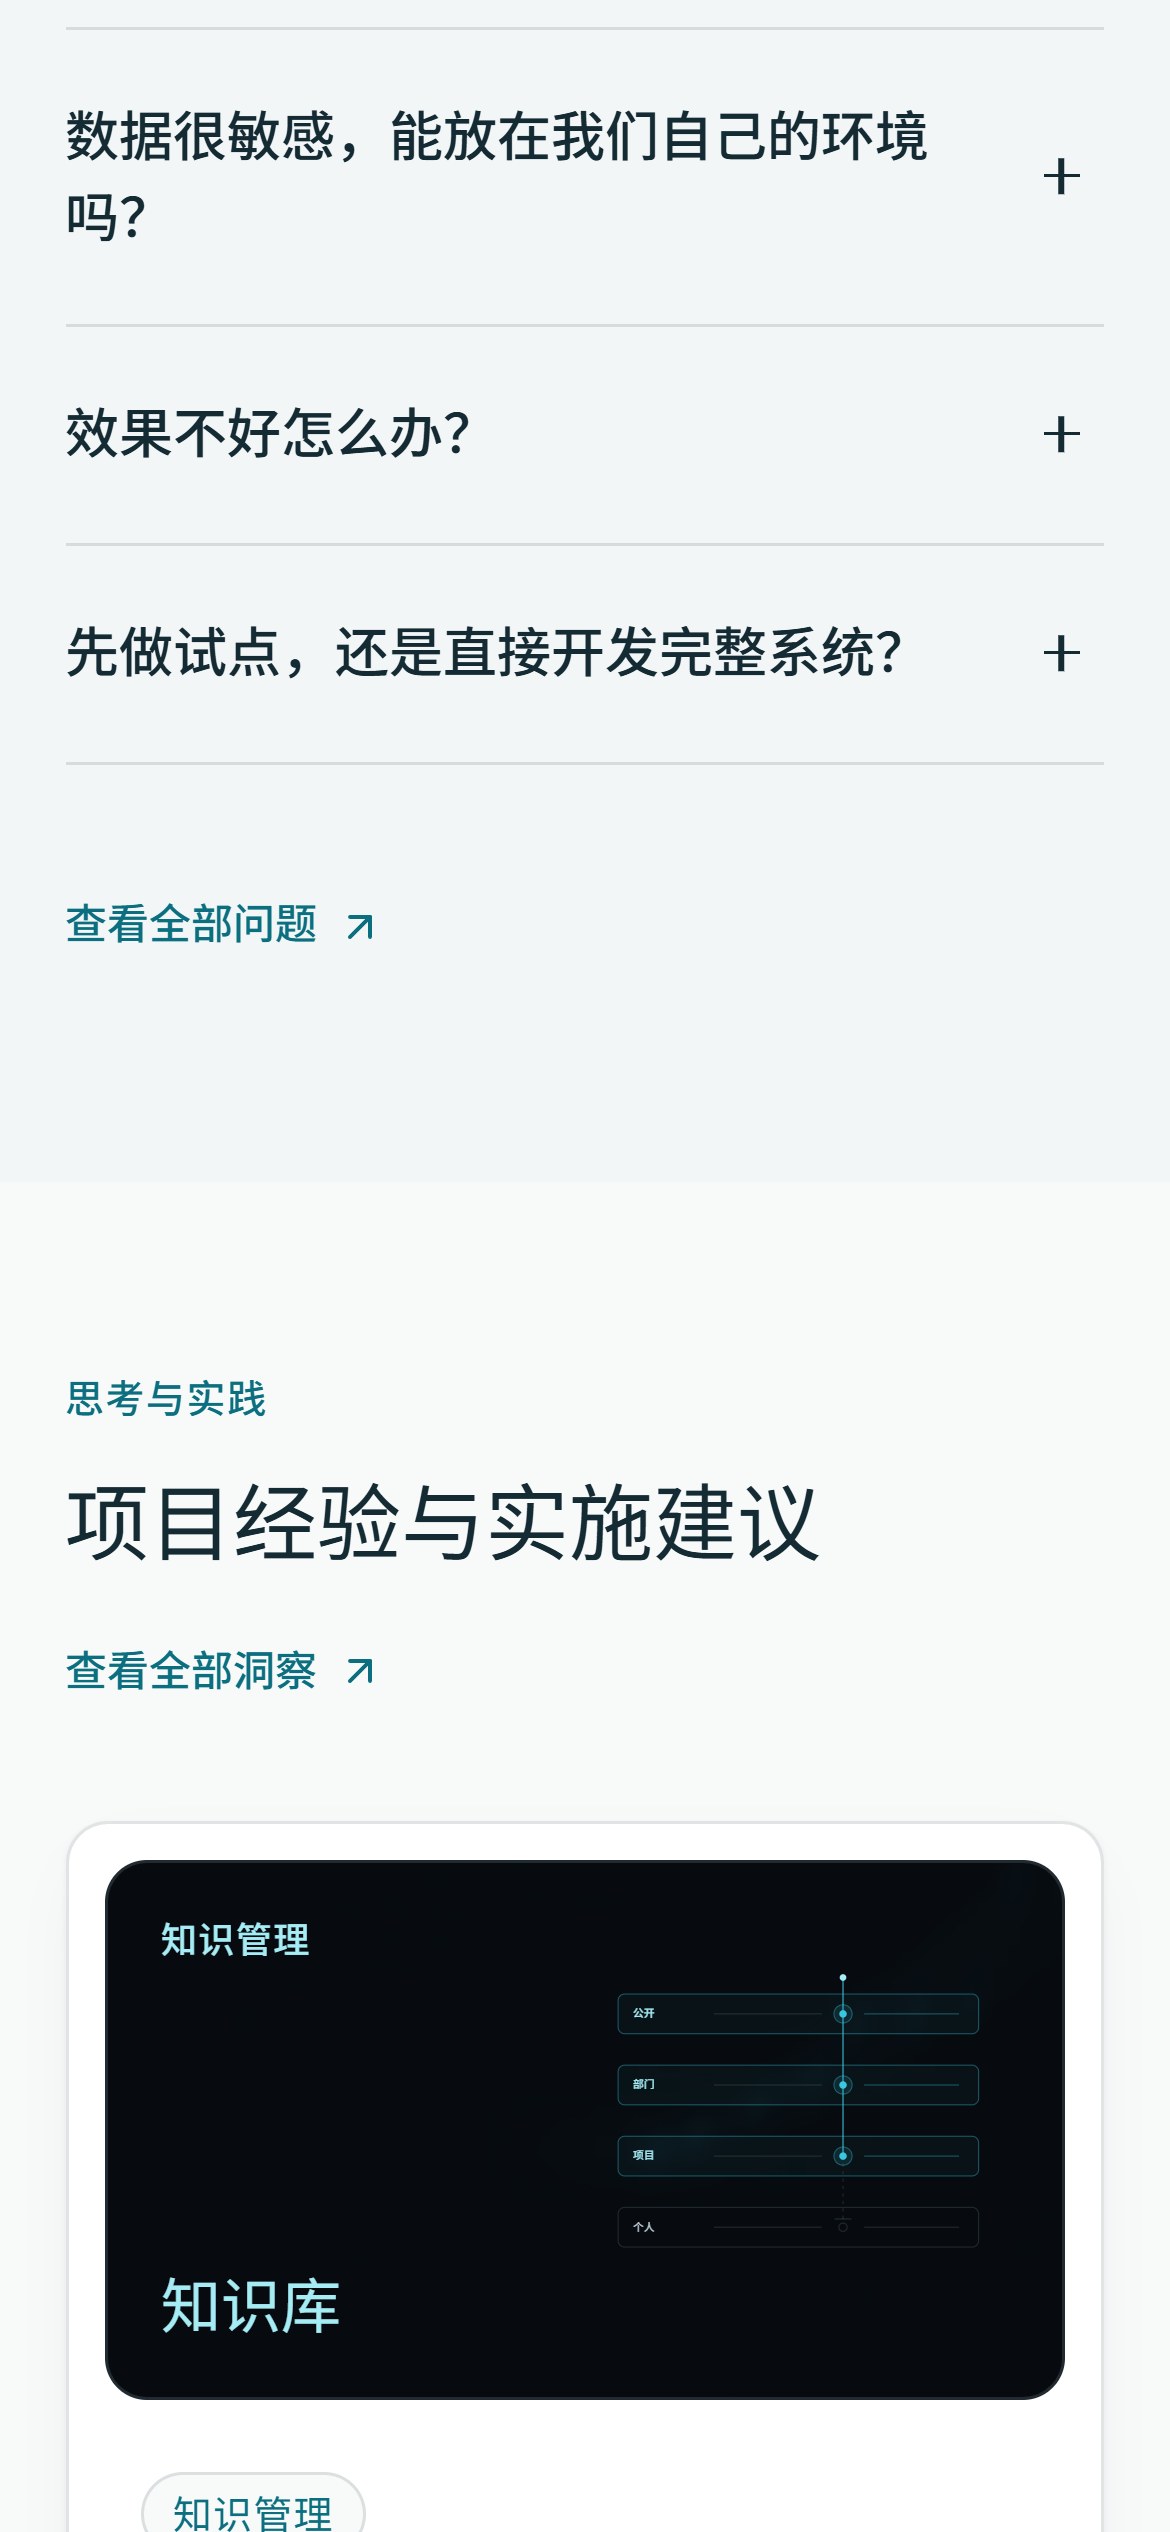 数据很敏感，能放在我们自己的环境
吗？
效果不好怎么办？
先做试点，还是直接开发完整系统？
查看全部问题
思考与实践
项目经验与实施建议
查看全部洞察
知识管理
公开
部门
项目
个人
知识库
知识管理